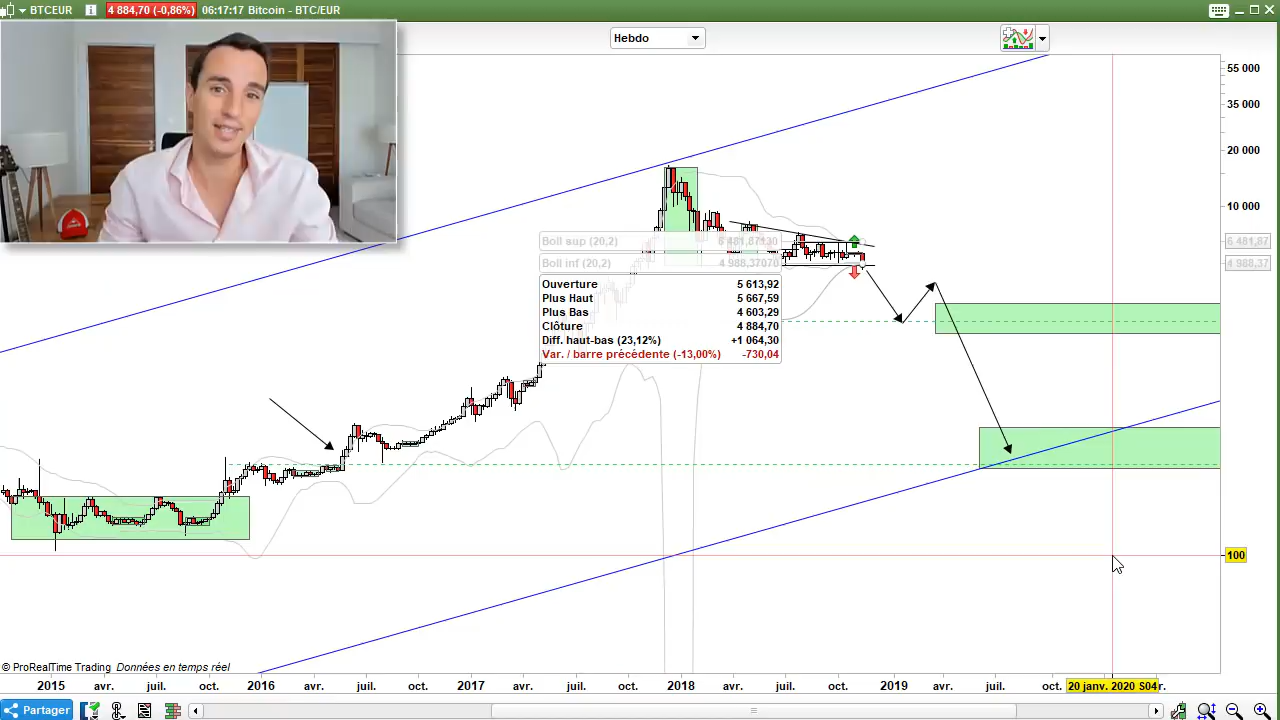 BTCEUR 4 884,70 (-0,86%) 06:17:17 Bitcoin - BTC/EUR
Hebdo
55 000
35 000
20 000
10 000
Boll sup (20,2) 6 481,87130
6 481,87
Boll inf (20,2) 4 988,37070
4 988,37
Ouverture 5 613,92
Plus Haut 5 667,59
Plus Bas 4 603,29
Clôture 4 884,70
Diff. haut-bas (23,12%) +1 064,30
Var. / barre précédente (-13,00%) -730,04
100
© ProRealTime Trading Données en temps réel
2015 avr. juil. oct. 2016 avr. juil. oct. 2017 avr. juil. oct. 2018 avr. juil. oct. 2019 avr. juil. oct. 20 janv. 2020 S04 r.
Partager